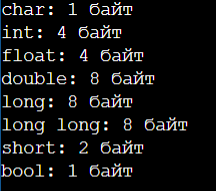 char: 1 байт
int: 4 байт
float: 4 байт
double: 8 байт
long: 8 байт
long long: 8 байт
short: 2 байт
bool: 1 байт